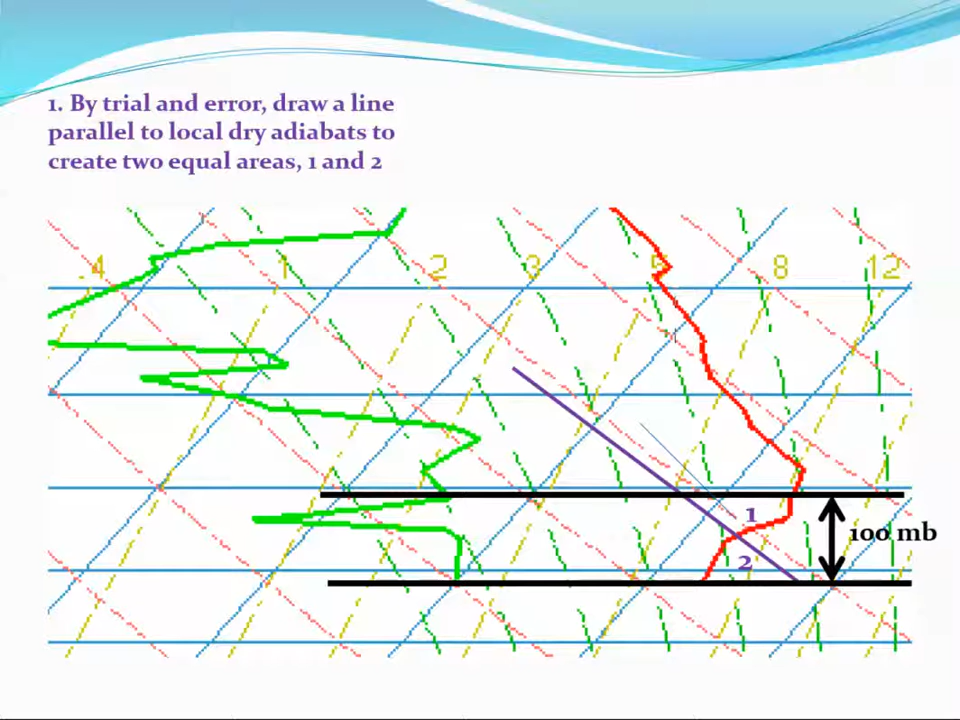 1. By trial and error, draw a line
parallel to local dry adiabats to
create two equal areas, 1 and 2
.4 1 2 3 5 8 12
1
100 mb
2